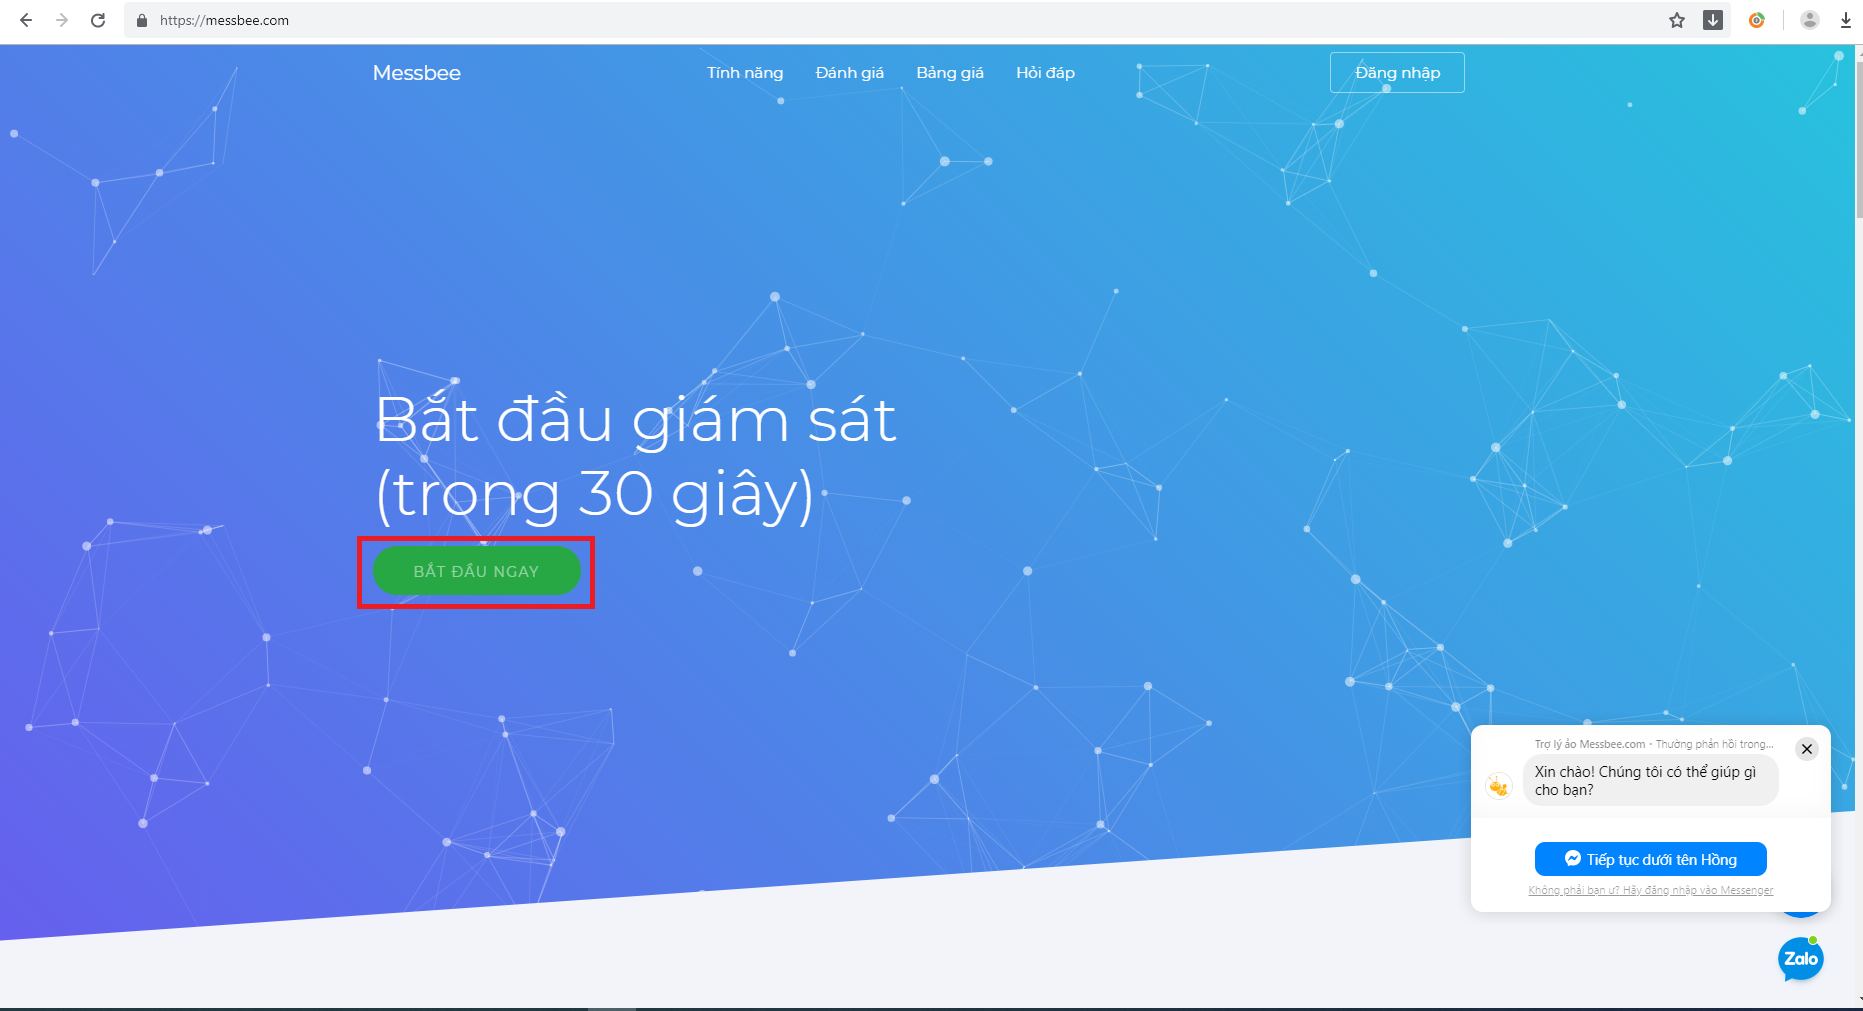 https://messbee.com
Messbee
Tính năng
Đánh giá
Bảng giá
Hỏi đáp
Đăng nhập
Bắt đầu giám sát
(trong 30 giây)
BẮT ĐẦU NGAY
Trợ lý ảo Messbee.com • Thường phản hồi trong...
Xin chào! Chúng tôi có thể giúp gì
cho bạn?
Tiếp tục dưới tên Hồng
Không phải bạn ư? Hãy đăng nhập vào Messenger
Zalo